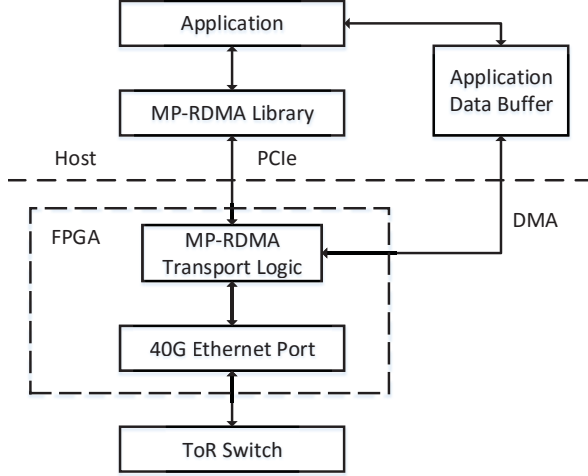 Application
Application
Data Buffer
MP-RDMA Library
Host
PCIe
DMA
FPGA
MP-RDMA
Transport Logic
40G Ethernet Port
ToR Switch